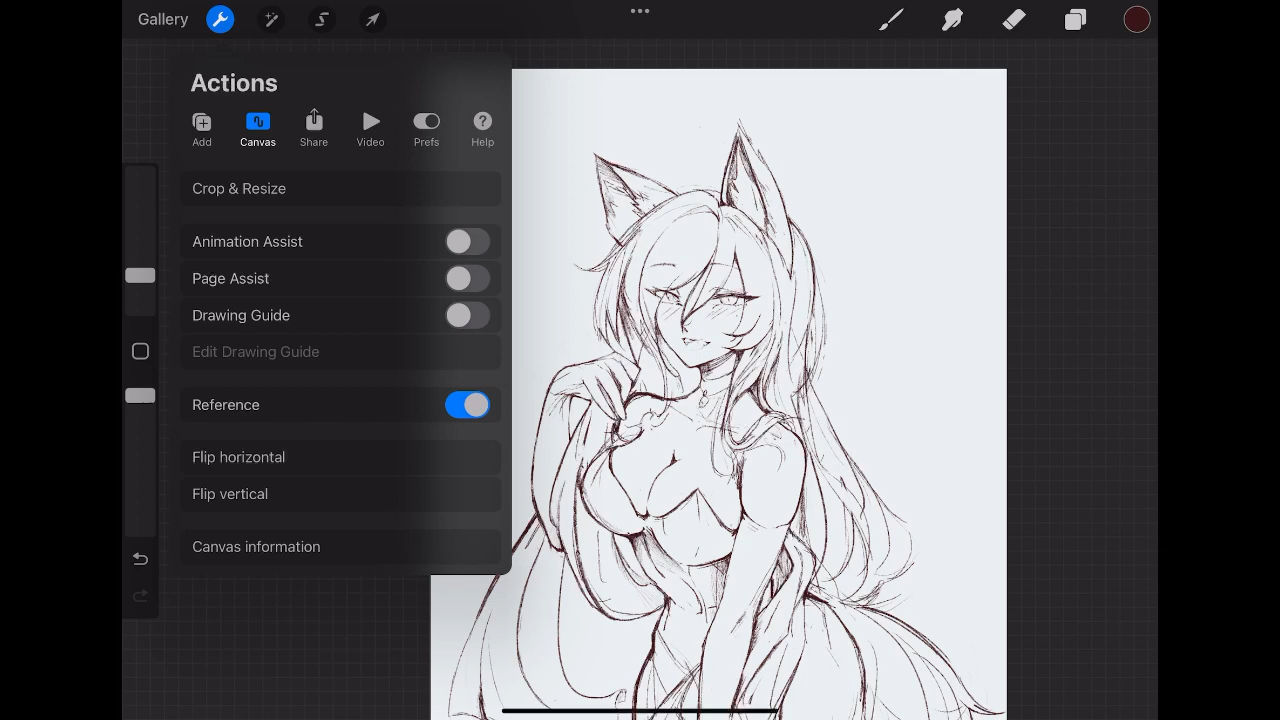 Gallery
Actions
Add Canvas Share Video Prefs Help
Crop & Resize
Animation Assist
Page Assist
Drawing Guide
Edit Drawing Guide
Reference
Flip horizontal
Flip vertical
Canvas information